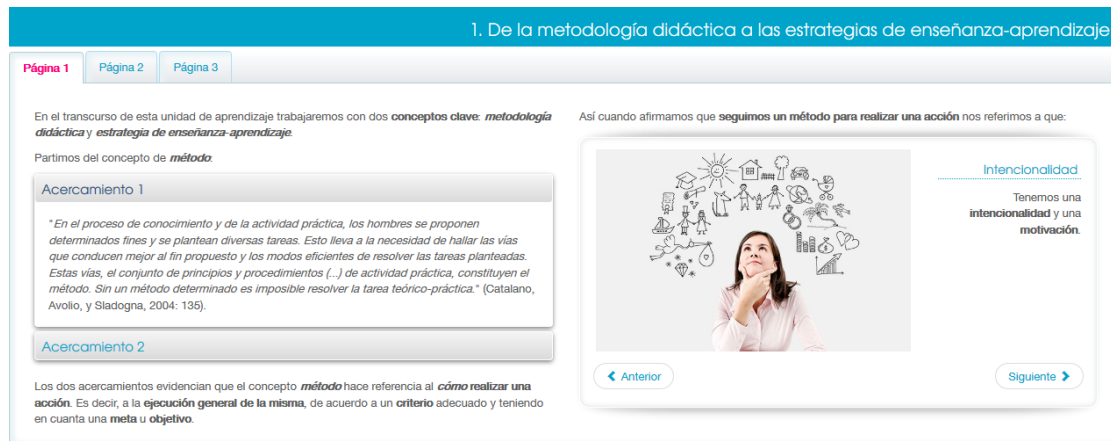 1. De la metodología didáctica a las estrategias de enseñanza-aprendizaje
Página 1
Página 2
Página 3
En el transcurso de esta unidad de aprendizaje trabajaremos con dos conceptos clave: metodología
didáctica y estrategia de enseñanza-aprendizaje.
Partimos del concepto de método:
Acercamiento 1
"En el proceso de conocimiento y de la actividad práctica, los hombres se proponen
determinados fines y se plantean diversas tareas. Esto lleva a la necesidad de hallar las vías
que conducen mejor al fin propuesto y los modos eficientes de resolver las tareas planteadas.
Estas vías, el conjunto de principios y procedimientos (...) de actividad práctica, constituyen el
método. Sin un método determinado es imposible resolver la tarea teórico-práctica." (Catalano,
Avolio, y Sladogna, 2004: 135).
Acercamiento 2
Los dos acercamientos evidencian que el concepto método hace referencia al cómo realizar una
acción. Es decir, a la ejecución general de la misma, de acuerdo a un criterio adecuado y teniendo
en cuanta una meta u objetivo.
Así cuando afirmamos que seguimos un método para realizar una acción nos referimos a que:
Intencionalidad
Tenemos una
intencionalidad y una
motivación.
Anterior
Siguiente